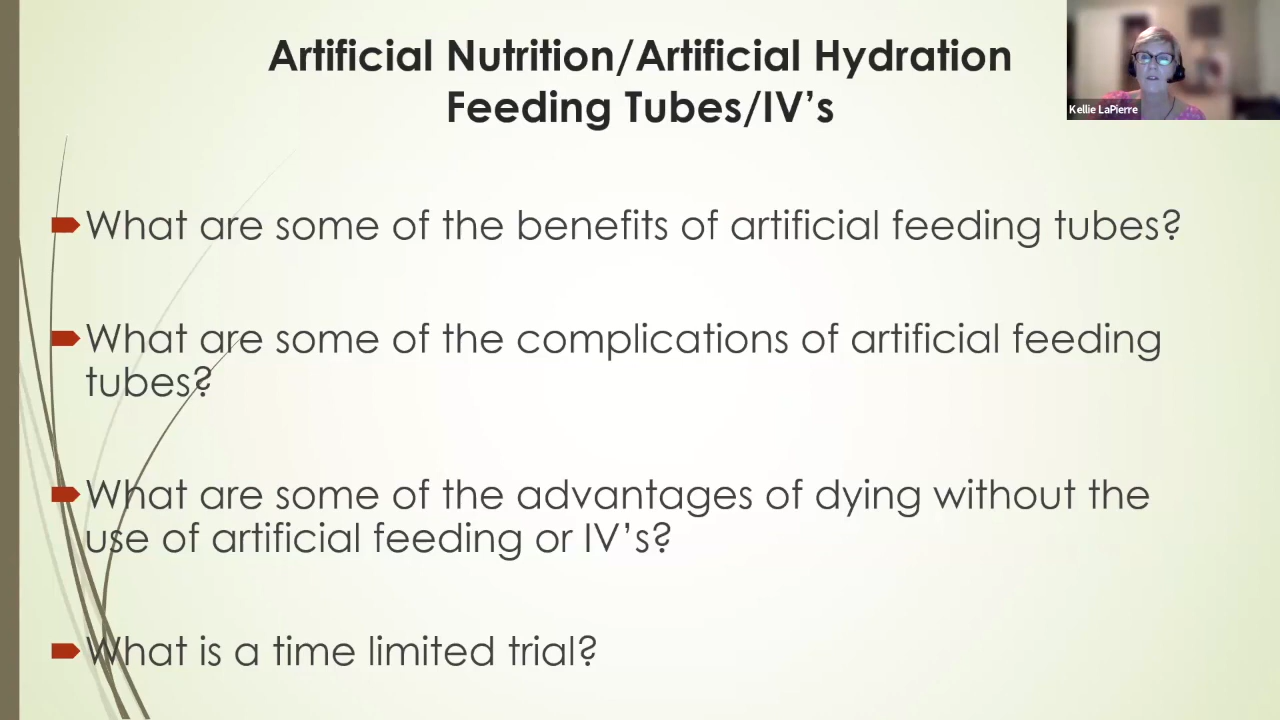 Artificial Nutrition/Artificial Hydration
Feeding Tubes/IV's
Kellie LaPierre
What are some of the benefits of artificial feeding tubes?
What are some of the complications of artificial feeding
tubes?
What are some of the advantages of dying without the
use of artificial feeding or IV's?
What is a time limited trial?